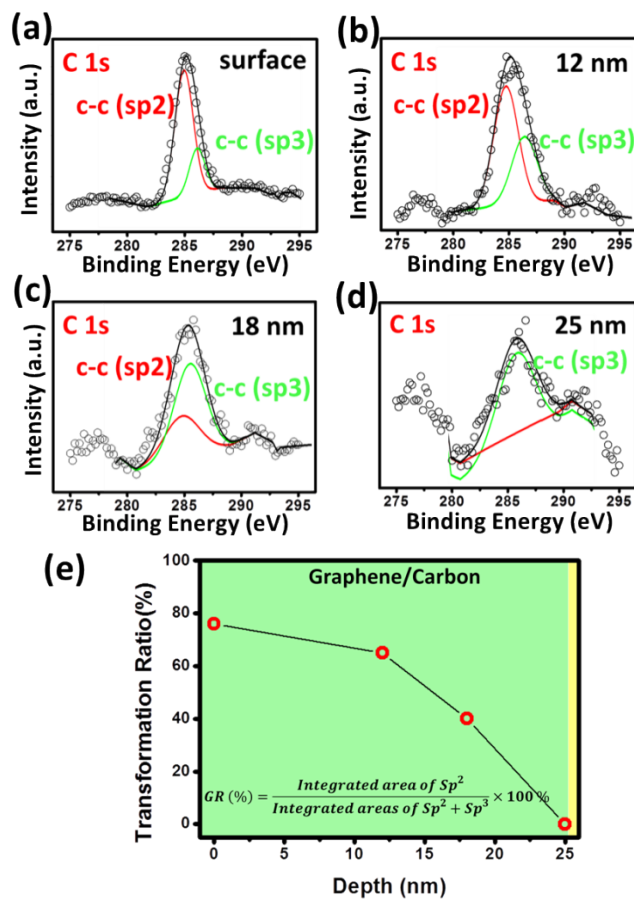 (a)
C 1s
surface
c-c (sp2)
c-c (sp3)
Intensity (a.u.)
275 280 285 290 295
Binding Energy (eV)
(b)
C 1s
12 nm
c-c (sp2)
c-c (sp3)
Intensity (a.u.)
275 280 285 290 295
Binding Energy (eV)
(c)
C 1s
18 nm
c-c (sp2)
c-c (sp3)
Intensity (a.u.)
275 280 285 290 295
Binding Energy (eV)
(d)
C 1s
25 nm
c-c (sp3)
Intensity (a.u.)
275 280 285 290 295
Binding Energy (eV)
(e)
Graphene/Carbon
Transformation Ratio(%)
100
80
60
40
20
0
GR (%) = Integrated area of Sp² / Integrated areas of Sp² + Sp³ × 100 %
0 5 10 15 20 25
Depth (nm)